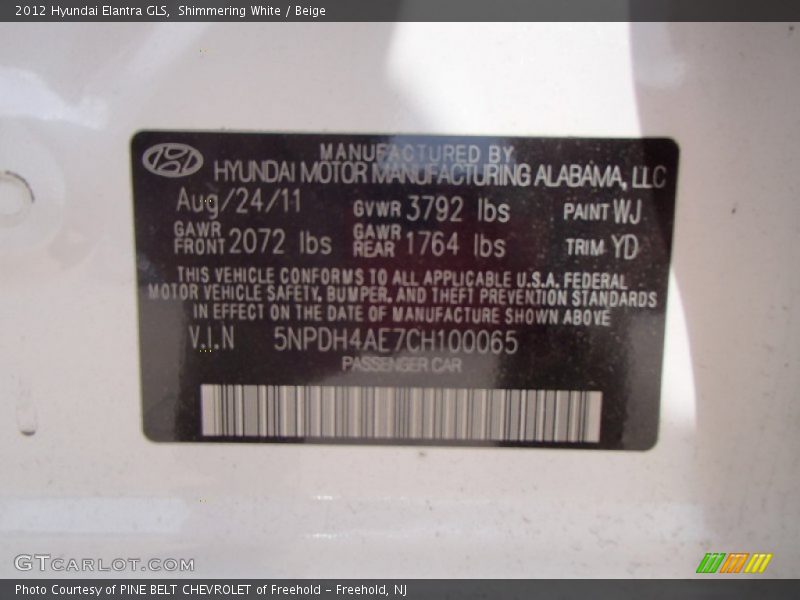 2012 Hyundai Elantra GLS,  Shimmering White / Beige
MANUFACTURED BY
HYUNDAI MOTOR MANUFACTURING ALABAMA, LLC
Aug/24/11 GVWR 3792 lbs PAINT WJ
GAWR FRONT 2072 lbs GAWR REAR 1764 lbs TRIM YD
THIS VEHICLE CONFORMS TO ALL APPLICABLE U.S.A. FEDERAL
MOTOR VEHICLE SAFETY, BUMPER, AND THEFT PREVENTION STANDARDS
IN EFFECT ON THE DATE OF MANUFACTURE SHOWN ABOVE
V.I.N 5NPDH4AE7CH100065
PASSENGER CAR
GTCARLOT.COM
Photo Courtesy of PINE BELT CHEVROLET of Freehold - Freehold, NJ